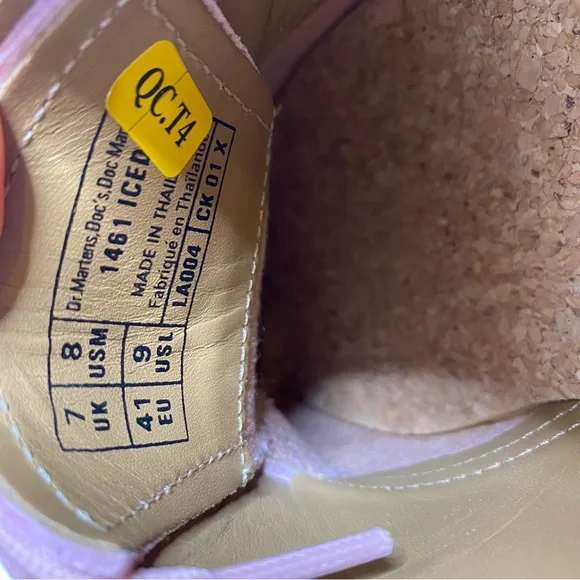 QC.T4
Dr.Martens,Doc's,Doc Mar
1461 ICED
MADE IN THAIL
Fabriqué en Thaïlande
LA004 CK 01 X
8 USM 9 USL
7 UK 41 EU